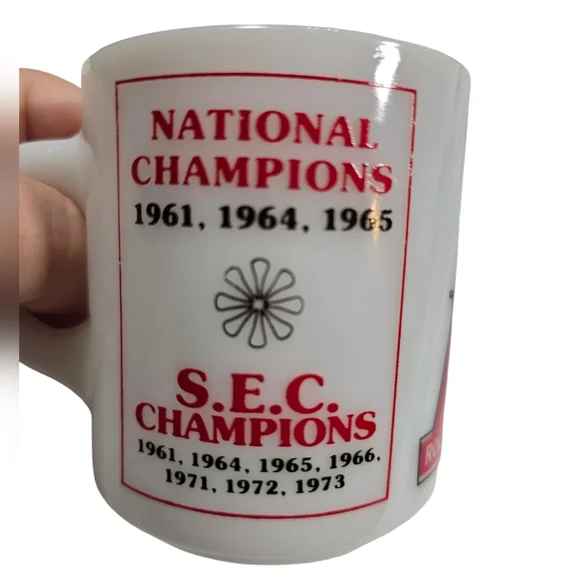 NATIONAL
CHAMPIONS
1961, 1964, 1965
S.E.C.
CHAMPIONS
1961, 1964, 1965, 1966,
1971, 1972, 1973